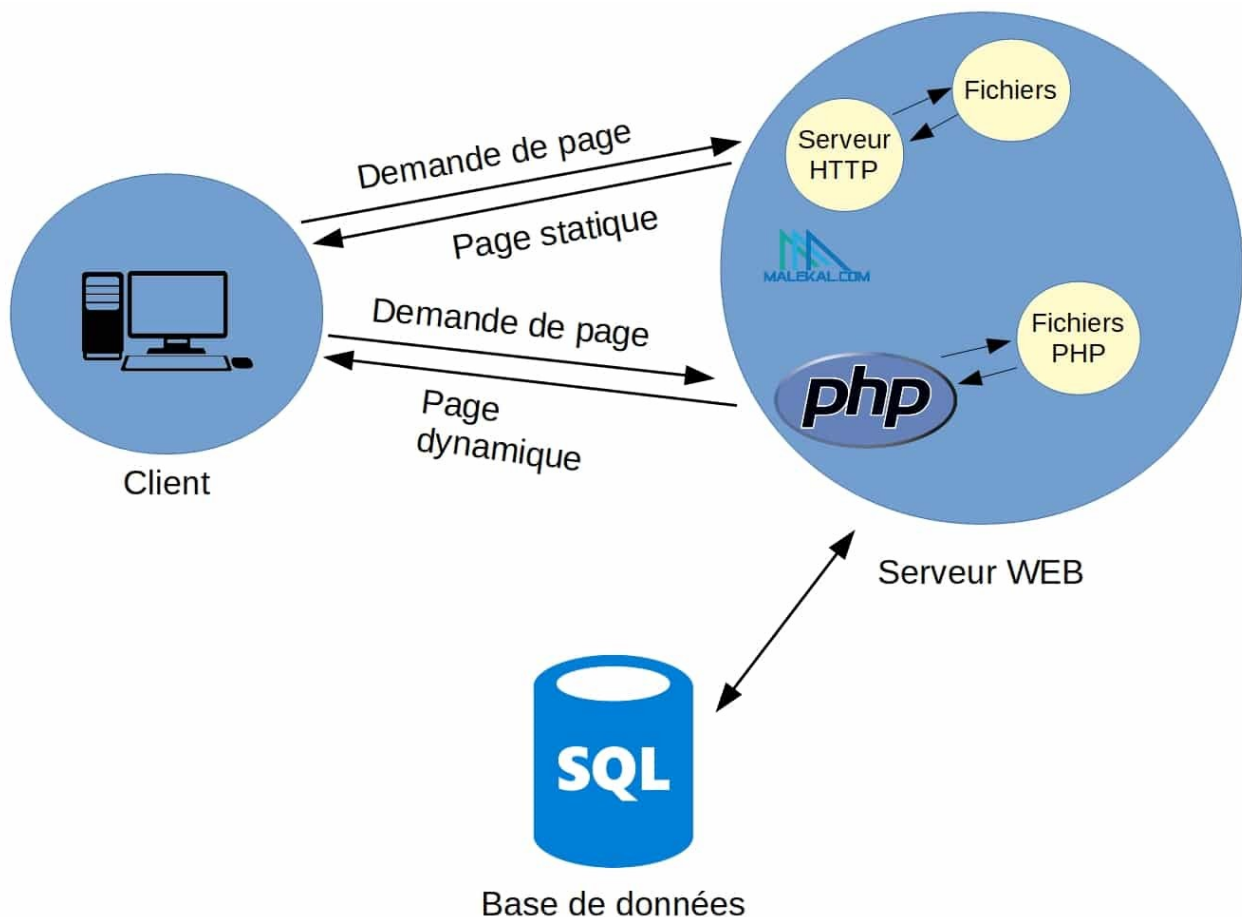 Demande de page
Page statique
Demande de page
Page
dynamique
Client
Serveur
HTTP
Fichiers
MALEKAL.COM
php
Fichiers
PHP
Serveur WEB
SQL
Base de données